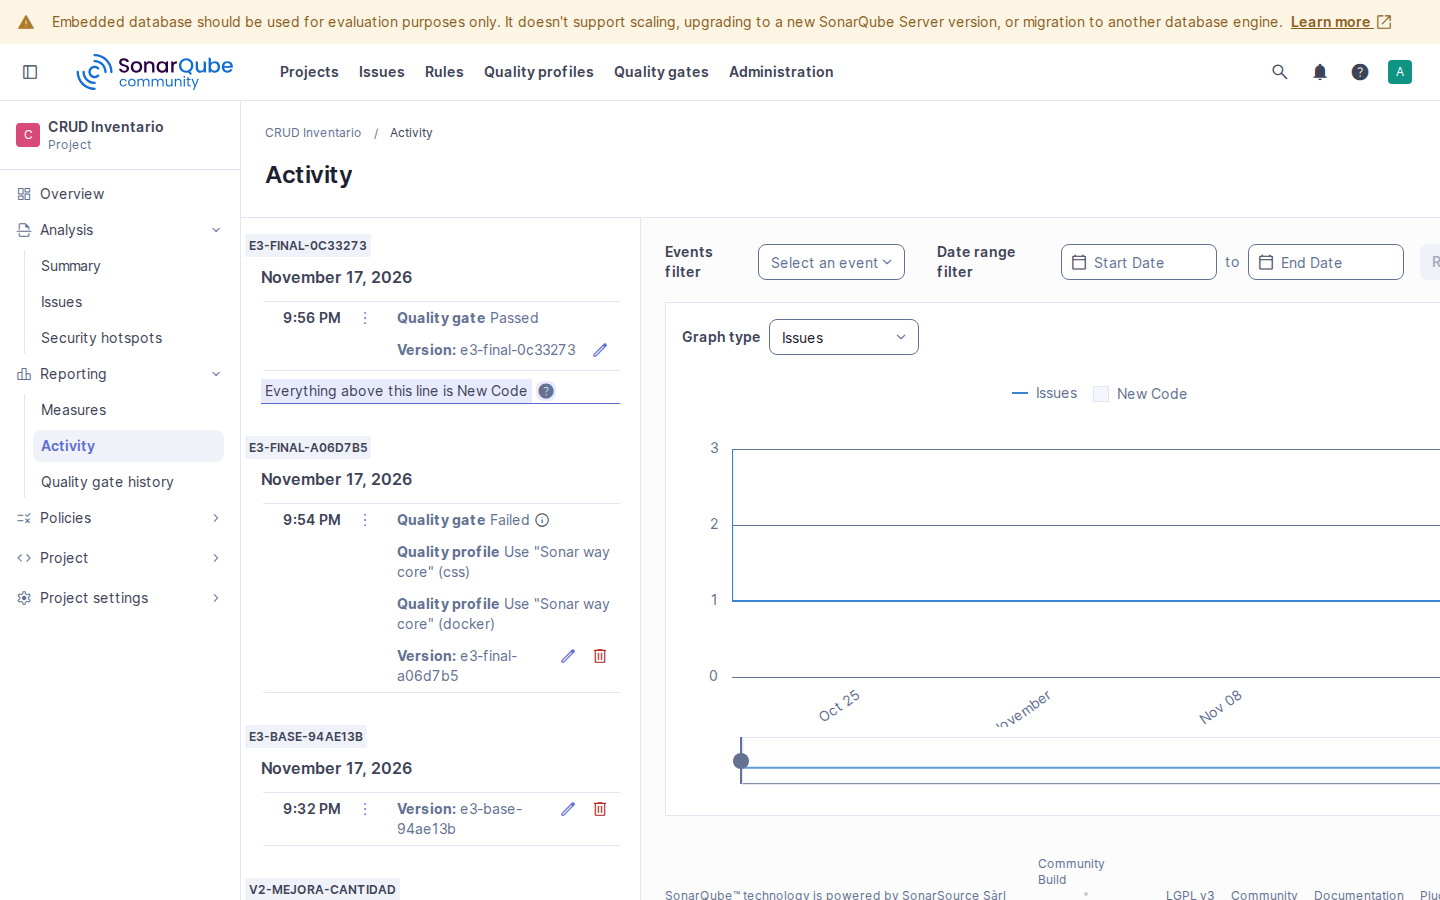 Embedded database should be used for evaluation purposes only. It doesn't support scaling, upgrading to a new SonarQube Server version, or migration to another database engine. Learn more
SonarQube community
Projects Issues Rules Quality profiles Quality gates Administration
A
C
CRUD Inventario
Project
Overview
Analysis
Summary
Issues
Security hotspots
Reporting
Measures
Activity
Quality gate history
Policies
Project
Project settings
CRUD Inventario / Activity
Activity
E3-FINAL-0C33273
November 17, 2026
9:56 PM Quality gate Passed
Version: e3-final-0c33273
Everything above this line is New Code ?
E3-FINAL-A06D7B5
November 17, 2026
9:54 PM Quality gate Failed
Quality profile Use "Sonar way
core" (css)
Quality profile Use "Sonar way
core" (docker)
Version: e3-final-
a06d7b5
E3-BASE-94AE13B
November 17, 2026
9:32 PM Version: e3-base-
94ae13b
V2-MEJORA-CANTIDAD
Events
filter
Select an event
Date range
filter
Start Date to End Date
R
Graph type Issues
Issues New Code
3
2
1
0
Oct 25
November
Nov 08
SonarQube™ technology is powered by SonarSource Sàrl
Community
Build
LGPL v3 Community Documentation